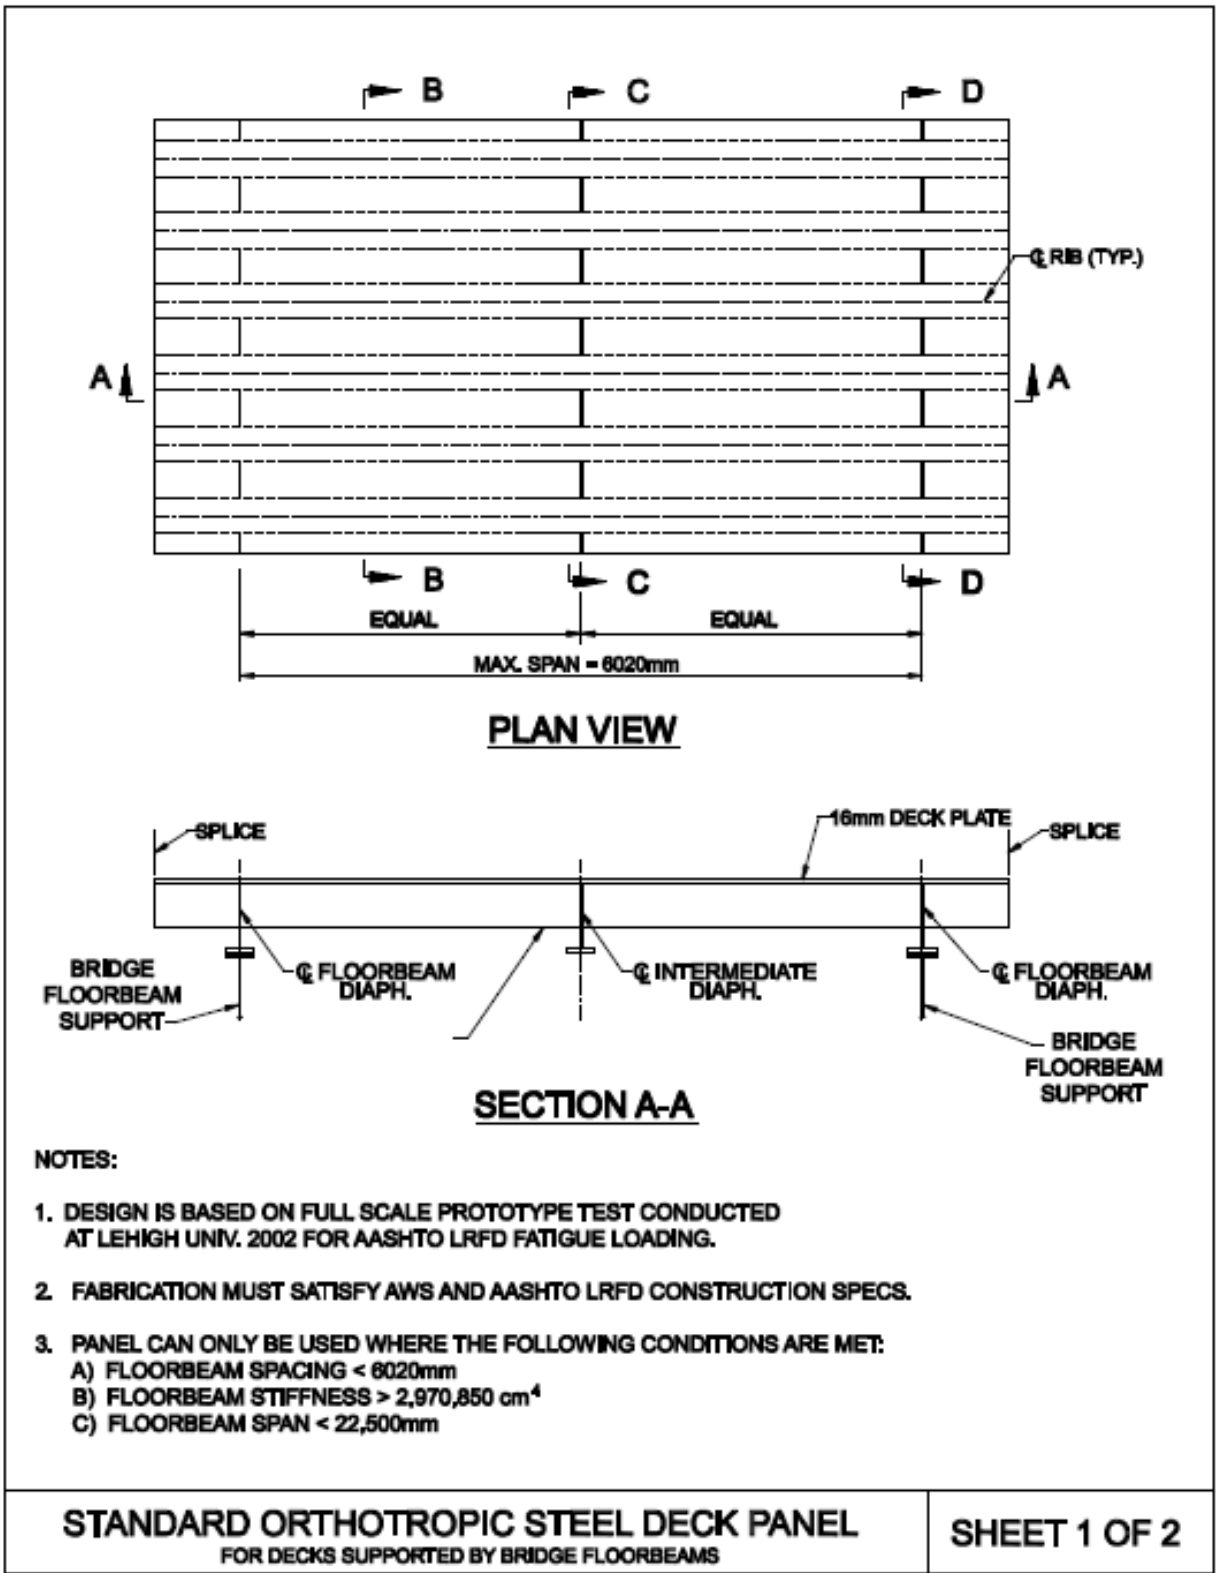 B
C
D
℄ RIB (TYP.)
A
A
B
C
D
EQUAL
EQUAL
MAX. SPAN = 6020mm
PLAN VIEW
SPLICE
16mm DECK PLATE
SPLICE
BRIDGE
FLOORBEAM
SUPPORT
℄ FLOORBEAM
DIAPH.
℄ INTERMEDIATE
DIAPH.
℄ FLOORBEAM
DIAPH.
BRIDGE
FLOORBEAM
SUPPORT
SECTION A-A
NOTES:
1. DESIGN IS BASED ON FULL SCALE PROTOTYPE TEST CONDUCTED
AT LEHIGH UNIV. 2002 FOR AASHTO LRFD FATIGUE LOADING.
2. FABRICATION MUST SATISFY AWS AND AASHTO LRFD CONSTRUCTION SPECS.
3. PANEL CAN ONLY BE USED WHERE THE FOLLOWING CONDITIONS ARE MET:
A) FLOORBEAM SPACING < 6020mm
B) FLOORBEAM STIFFNESS > 2,970,850 cm⁴
C) FLOORBEAM SPAN < 22,500mm
STANDARD ORTHOTROPIC STEEL DECK PANEL
FOR DECKS SUPPORTED BY BRIDGE FLOORBEAMS
SHEET 1 OF 2